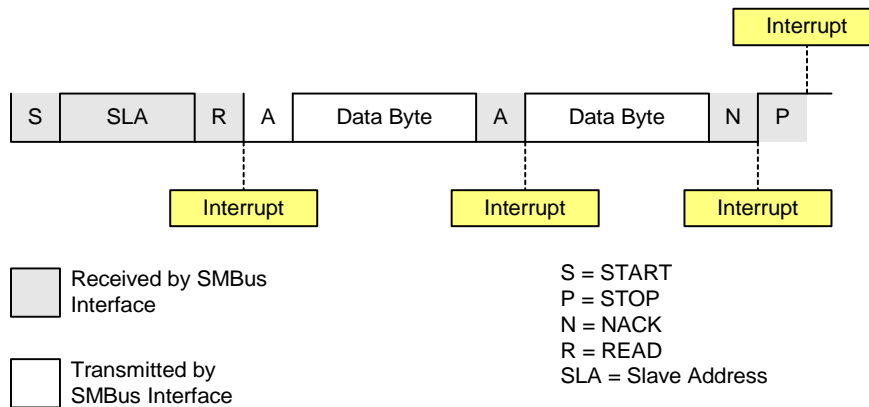 Interrupt
S SLA R A Data Byte A Data Byte N P
Interrupt Interrupt Interrupt
Received by SMBus
Interface
Transmitted by
SMBus Interface
S = START
P = STOP
N = NACK
R = READ
SLA = Slave Address